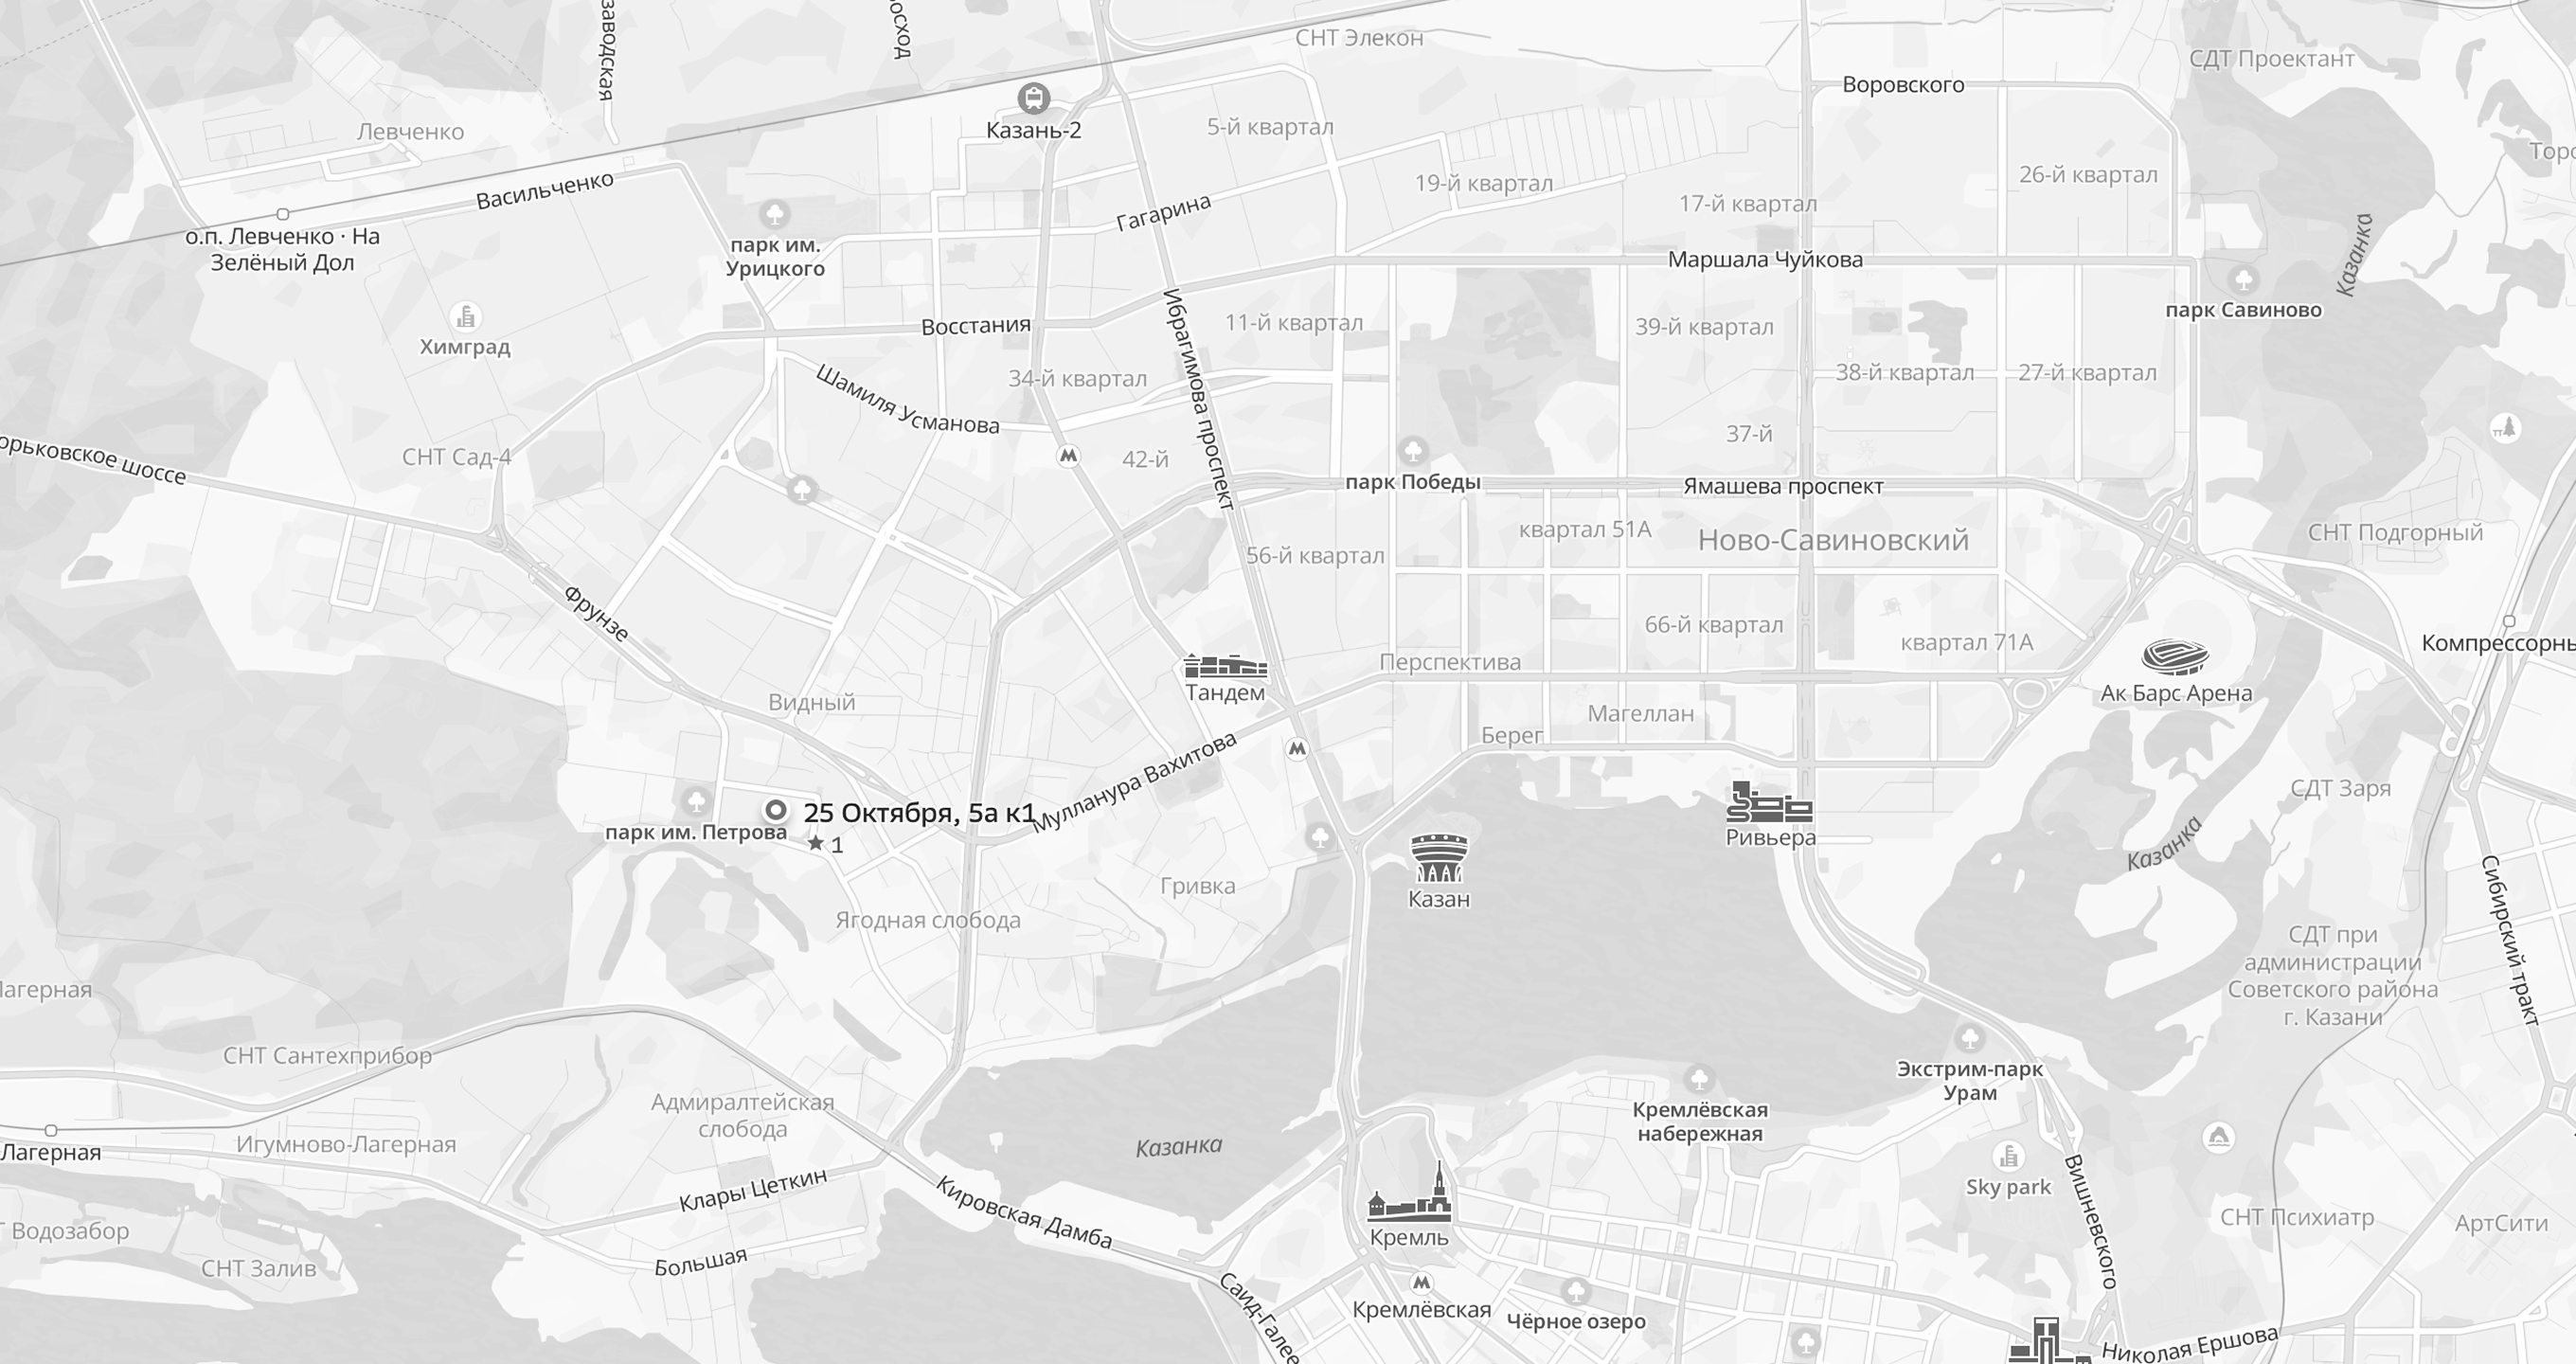 заводская
осход
СНТ Элекон
СДТ Проектант
Воровского
Левченко
Казань-2
5-й квартал
Васильченко
19-й квартал
17-й квартал
26-й квартал
Гагарина
о.п. Левченко · На
Зелёный Дол
парк им.
Урицкого
Маршала Чуйкова
Казанка
парк Савиново
Химград
Восстания
Ибрагимова проспект
11-й квартал
39-й квартал
Шамиля Усманова
34-й квартал
38-й квартал
27-й квартал
орьковское шоссе
СНТ Сад-4
42-й
37-й
парк Победы
Ямашева проспект
квартал 51А
Ново-Савиновский
СНТ Подгорный
56-й квартал
Фрунзе
66-й квартал
квартал 71А
Компрессорны
Перспектива
Тандем
Ак Барс Арена
Видный
Магеллан
Берег
Муллану́ра Вахитова
25 Октября, 5а к1
1
парк им. Петрова
Ривьера
СДТ Заря
Казанка
Казан
Гривка
Ягодная слобода
Сибирский тракт
СДТ при
администрации
Советского района
г. Казани
Лагерная
СНТ Сантехприбор
Экстрим-парк
Урам
Адмиралтейская
слобода
Кремлёвская
набережная
Игумново-Лагерная
Лагерная
Казанка
Клары Цеткин
Кировская Дамба
Sky park
Вишневского
СНТ Психиатр
АртСити
Водозабор
Кремль
Большая
СНТ Залив
Саид-Галее
Кремлёвская
Чёрное озеро
Николая Ершова